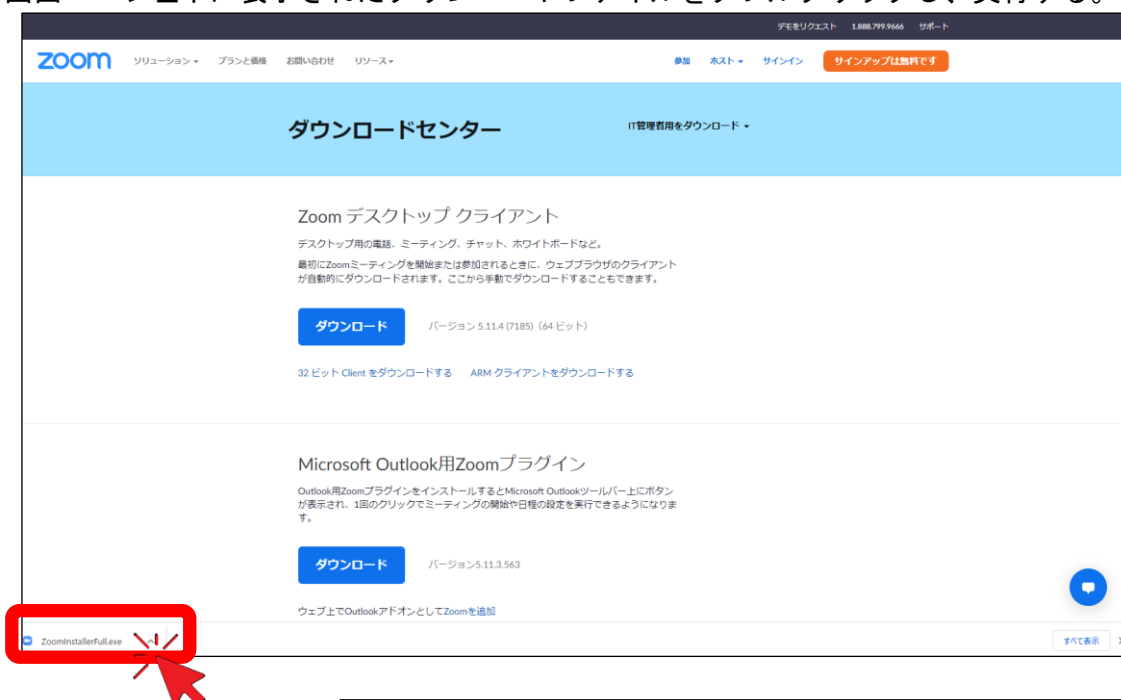 をダブルクリックし、実行する。
デモをリクエスト 1.888.799.9666 サポート
zoom ソリューション プランと価格 お問い合わせ リソース 参加 ホスト サインイン サインアップは無料です
ダウンロードセンター IT管理者用をダウンロード
Zoom デスクトップ クライアント
デスクトップ用の電話、ミーティング、チャット、ホワイトボードなど。
最初にZoomミーティングを開始または参加されるときに、ウェブブラウザのクライアント
が自動的にダウンロードされます。ここから手動でダウンロードすることもできます。
ダウンロード バージョン 5.11.4 (7185)（64 ビット）
32 ビット Client をダウンロードする ARM クライアントをダウンロードする
Microsoft Outlook用Zoomプラグイン
Outlook用ZoomプラグインをインストールするとMicrosoft Outlookツールバー上にボタン
が表示され、1回のクリックでミーティングの開始や日程の設定を実行できるようになりま
す。
ダウンロード バージョン5.11.3.563
ウェブ上でOutlookアドオンとしてZoomを追加
ZoomInstallerFull.exe すべて表示